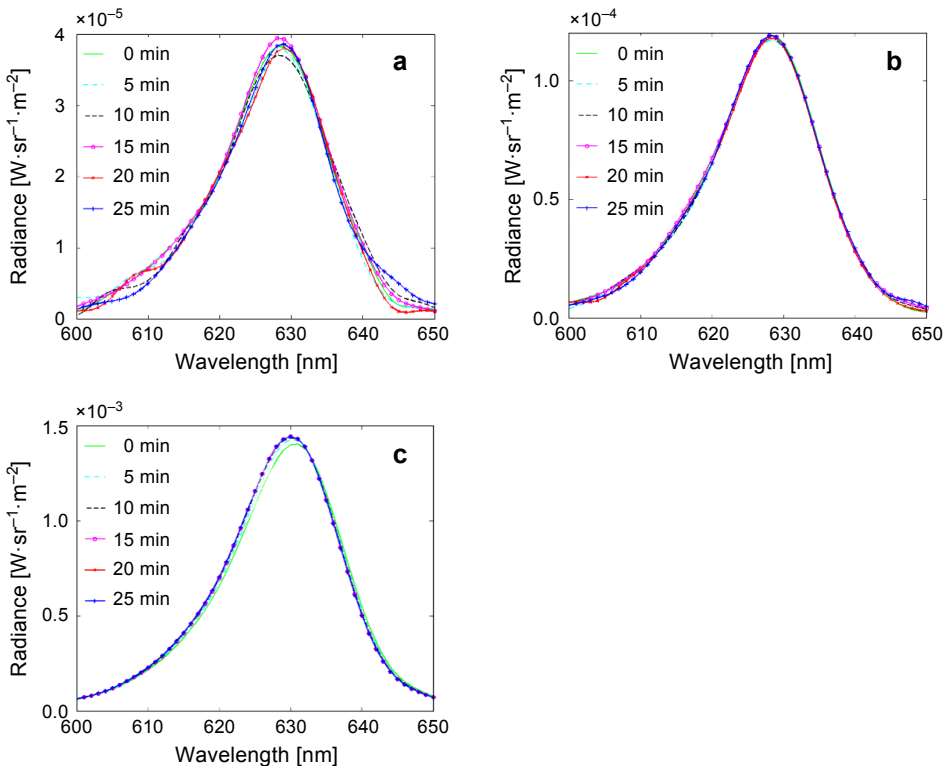 ×10⁻⁵
4
3
2
1
0
Radiance [W·sr⁻¹·m⁻²]
a
0 min
5 min
10 min
15 min
20 min
25 min
600 610 620 630 640 650
Wavelength [nm]
×10⁻⁴
1.0
0.5
0.0
Radiance [W·sr⁻¹·m⁻²]
b
0 min
5 min
10 min
15 min
20 min
25 min
600 610 620 630 640 650
Wavelength [nm]
×10⁻³
1.5
1.0
0.5
0.0
Radiance [W·sr⁻¹·m⁻²]
c
0 min
5 min
10 min
15 min
20 min
25 min
600 610 620 630 640 650
Wavelength [nm]